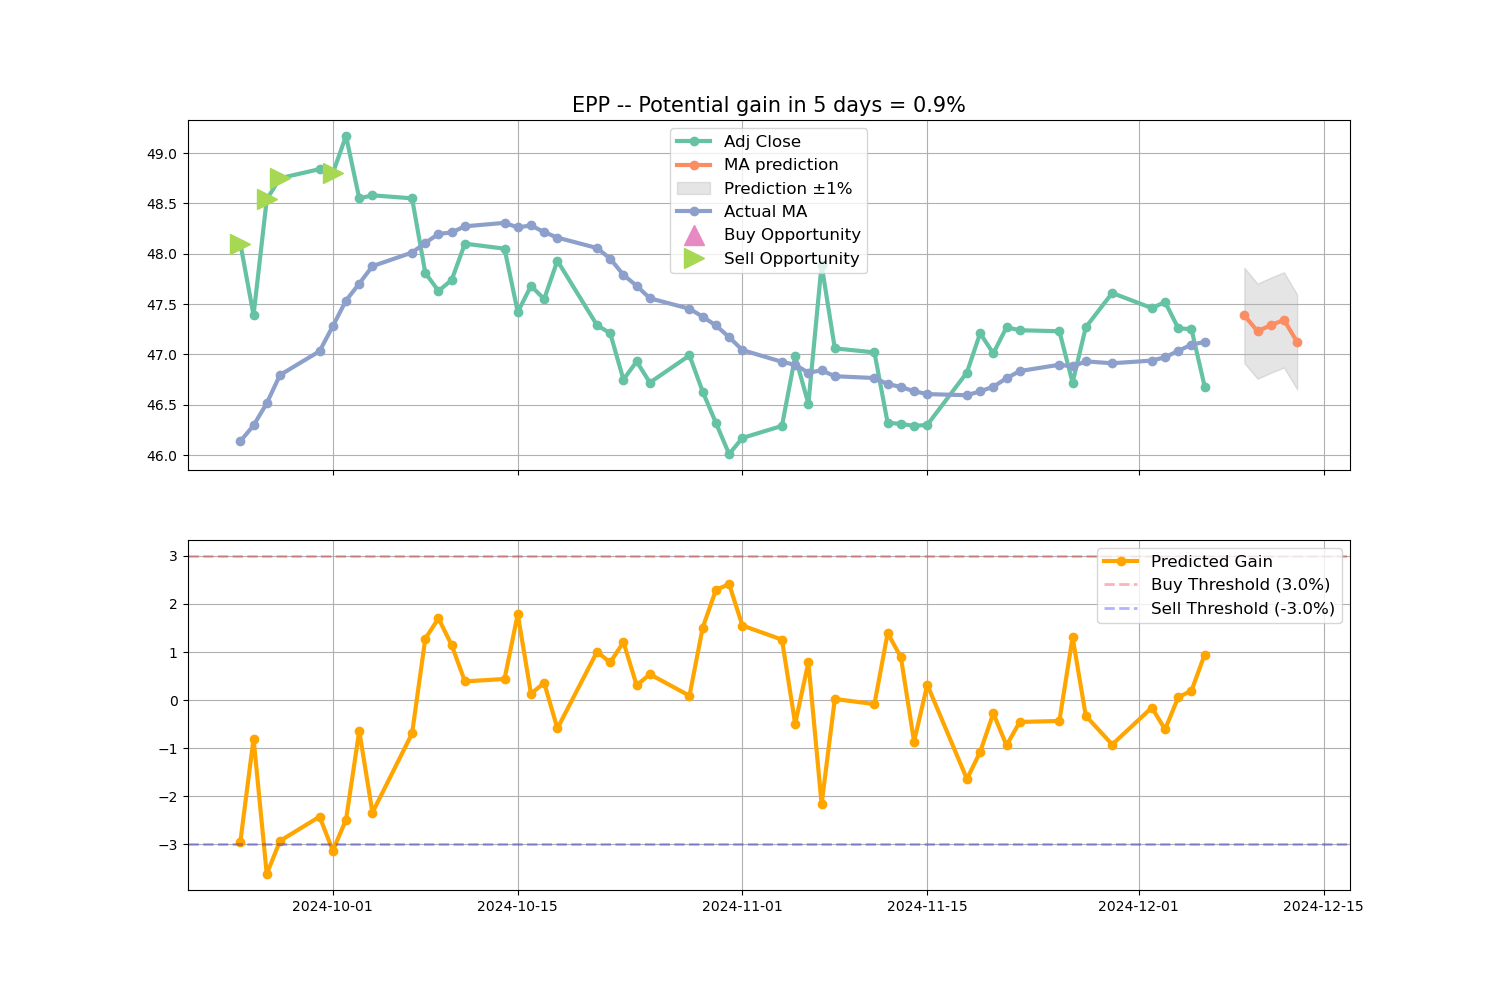 EPP -- Potential gain in 5 days = 0.9%
Adj Close
MA prediction
Prediction ±1%
Actual MA
Buy Opportunity
Sell Opportunity
49.0
48.5
48.0
47.5
47.0
46.5
46.0
Predicted Gain
Buy Threshold (3.0%)
Sell Threshold (-3.0%)
3
2
1
0
−1
−2
−3
2024-10-01
2024-10-15
2024-11-01
2024-11-15
2024-12-01
2024-12-15